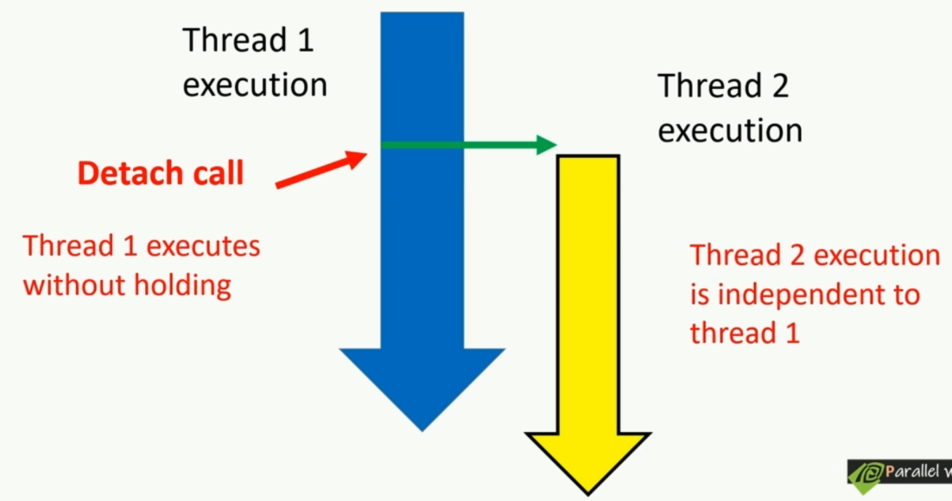 Thread 1
execution
Thread 2
execution
Detach call
Thread 1 executes
without holding
Thread 2 execution
is independent to
thread 1
Parallel